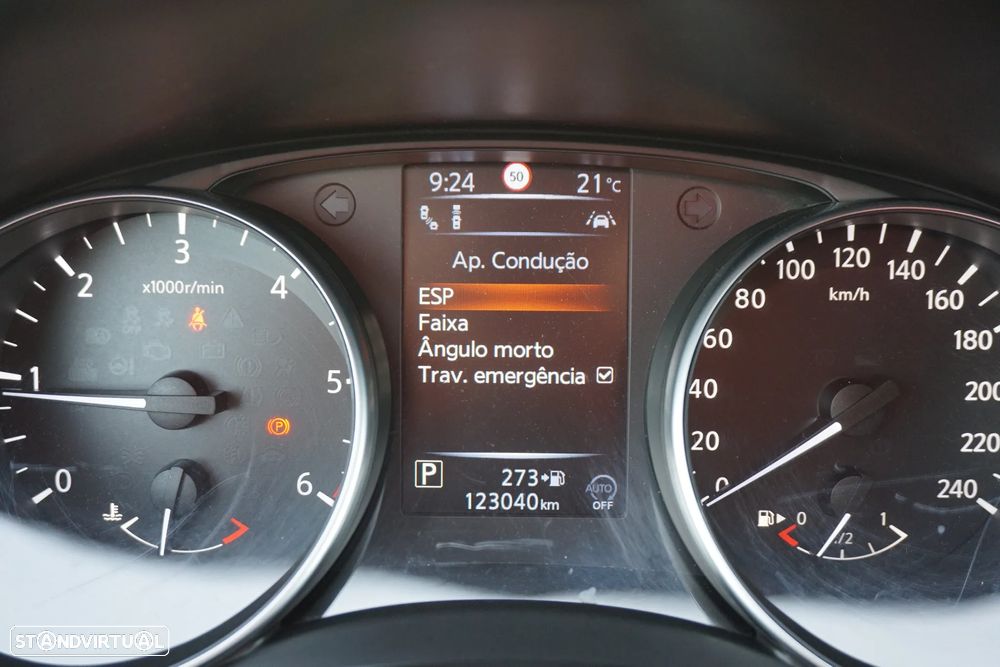 9:24 50 21°C
Ap. Condução
ESP
Faixa
Ângulo morto
Trav. emergência
P 273 AUTO
123040 km OFF
0 1 2 3 4 5 6
x1000r/min
P
0 20 40 60 80 100 120 140 160 180 200 220 240
km/h
0 1/2 1
STANDVIRTUAL